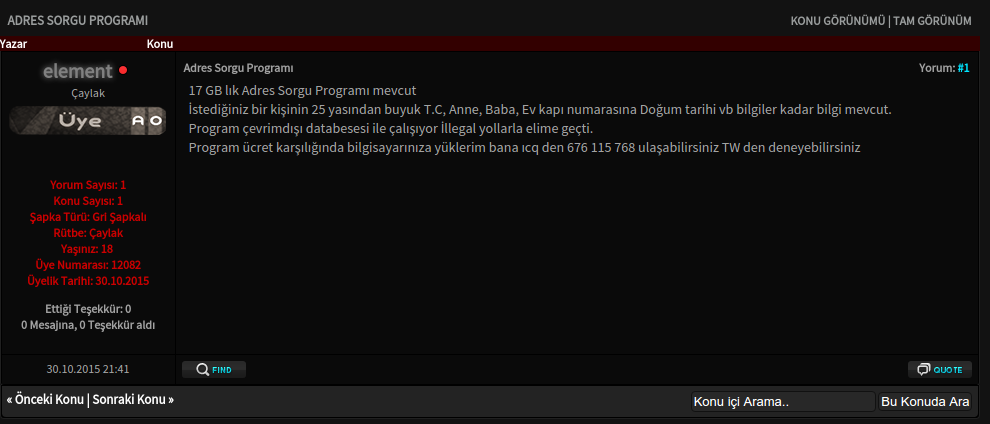 ADRES SORGU PROGRAMI KONU GÖRÜNÜMÜ | TAM GÖRÜNÜM
Yazar Konu
element
Çaylak
Üye A O
Yorum Sayısı: 1
Konu Sayısı: 1
Şapka Türü: Gri Şapkalı
Rütbe: Çaylak
Yaşınız: 18
Üye Numarası: 12082
Üyelik Tarihi: 30.10.2015
Ettiği Teşekkür: 0
0 Mesajına, 0 Teşekkür aldı
Adres Sorgu Programı Yorum: #1
17 GB lık Adres Sorgu Programı mevcut
İstediğiniz bir kişinin 25 yasından buyuk T.C, Anne, Baba, Ev kapı numarasına Doğum tarihi vb bilgiler kadar bilgi mevcut.
Program çevrimdışı databesesi ile çalışıyor İllegal yollarla elime geçti.
Program ücret karşılığında bilgisayarınıza yüklerim bana ıcq den 676 115 768 ulaşabilirsiniz TW den deneyebilirsiniz
30.10.2015 21:41 FIND QUOTE
« Önceki Konu | Sonraki Konu » Konu içi Arama.. Bu Konuda Ara